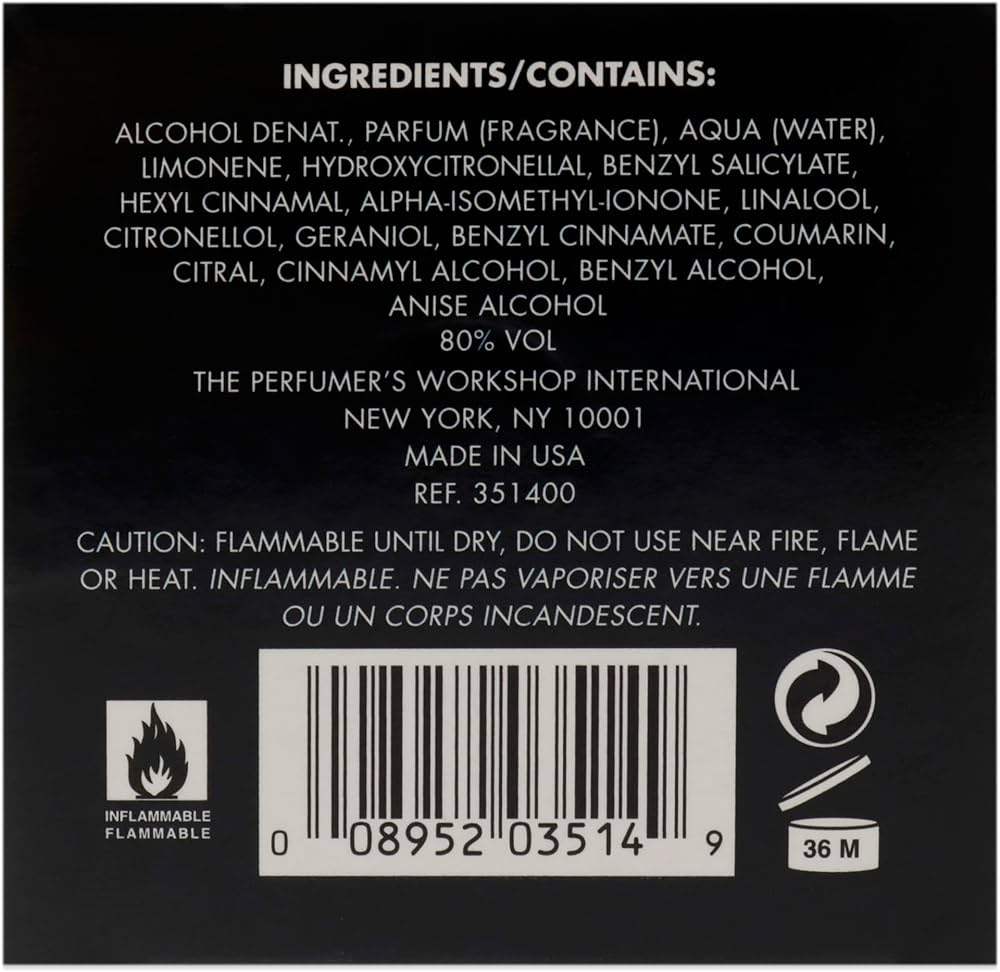 INGREDIENTS/CONTAINS:
ALCOHOL DENAT., PARFUM (FRAGRANCE), AQUA (WATER),
LIMONENE, HYDROXYCITRONELLAL, BENZYL SALICYLATE,
HEXYL CINNAMAL, ALPHA-ISOMETHYL-IONONE, LINALOOL,
CITRONELLOL, GERANIOL, BENZYL CINNAMATE, COUMARIN,
CITRAL, CINNAMYL ALCOHOL, BENZYL ALCOHOL,
ANISE ALCOHOL
80% VOL
THE PERFUMER'S WORKSHOP INTERNATIONAL
NEW YORK, NY 10001
MADE IN USA
REF. 351400
CAUTION: FLAMMABLE UNTIL DRY, DO NOT USE NEAR FIRE, FLAME
OR HEAT. INFLAMMABLE. NE PAS VAPORISER VERS UNE FLAMME
OU UN CORPS INCANDESCENT.
INFLAMMABLE
FLAMMABLE
0 08952 03514 9
36 M